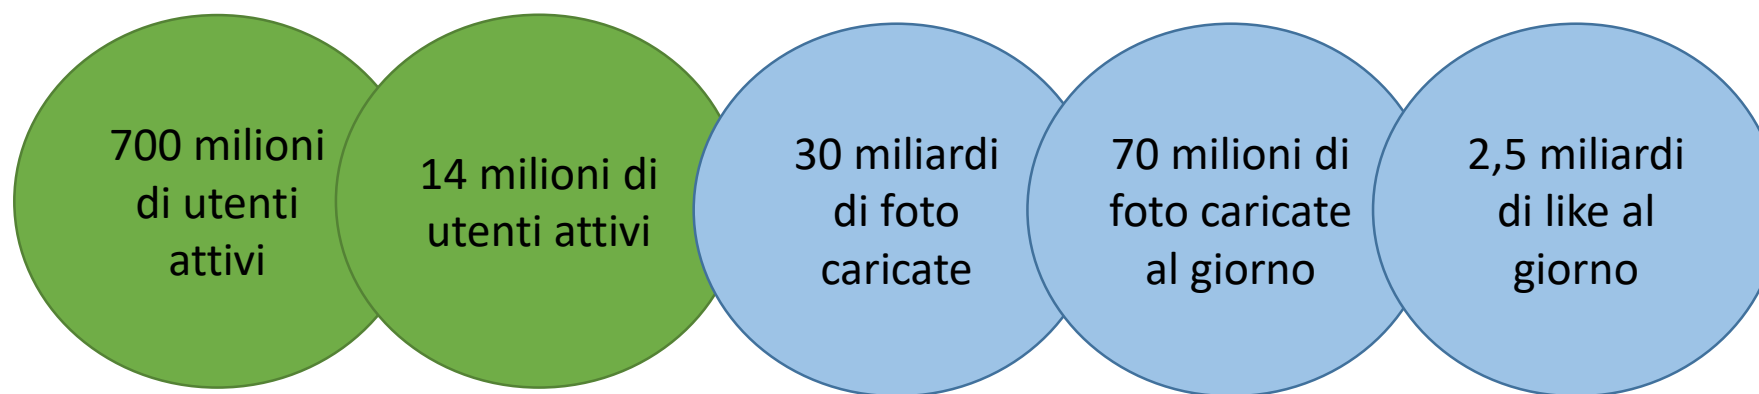 700 milioni
di utenti
attivi
14 milioni di
utenti attivi
30 miliardi
di foto
caricate
70 milioni di
foto caricate
al giorno
2,5 miliardi
di like al
giorno